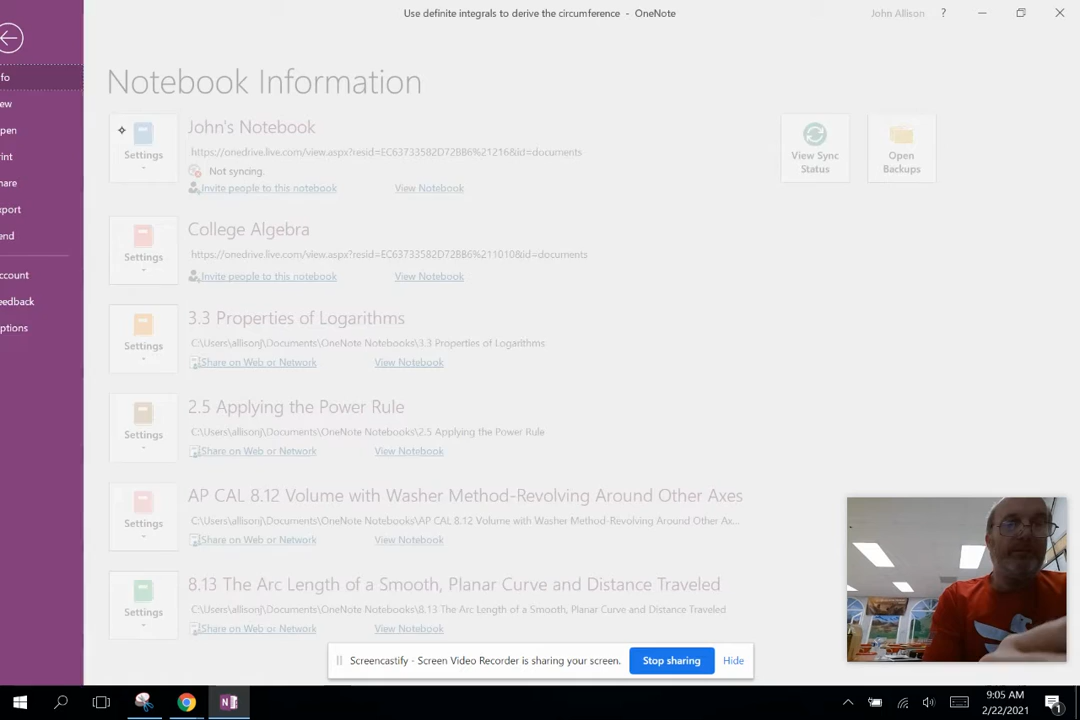 Use definite integrals to derive the circumference - OneNote
John Allison
?
fo
Notebook Information
ew
pen
rint
hare
xport
end
ccount
eedback
ptions
Settings
John's Notebook
https://onedrive.live.com/view.aspx?resid=EC63733582D72BB6%21216&id=documents
Not syncing.
Invite people to this notebook
View Notebook
View Sync
Status
Open
Backups
Settings
College Algebra
https://onedrive.live.com/view.aspx?resid=EC63733582D72BB6%211010&id=documents
Invite people to this notebook
View Notebook
Settings
3.3 Properties of Logarithms
C:\Users\allisonj\Documents\OneNote Notebooks\3.3 Properties of Logarithms
Share on Web or Network
View Notebook
Settings
2.5 Applying the Power Rule
C:\Users\allisonj\Documents\OneNote Notebooks\2.5 Applying the Power Rule
Share on Web or Network
View Notebook
Settings
AP CAL 8.12 Volume with Washer Method-Revolving Around Other Axes
C:\Users\allisonj\Documents\OneNote Notebooks\AP CAL 8.12 Volume with Washer Method-Revolving Around Other Ax...
Share on Web or Network
View Notebook
Settings
8.13 The Arc Length of a Smooth, Planar Curve and Distance Traveled
C:\Users\allisonj\Documents\OneNote Notebooks\8.13 The Arc Length of a Smooth, Planar Curve and Distance Traveled
Share on Web or Network
View Notebook
Screencastify - Screen Video Recorder is sharing your screen.
Stop sharing
Hide
9:05 AM
2/22/2021
1